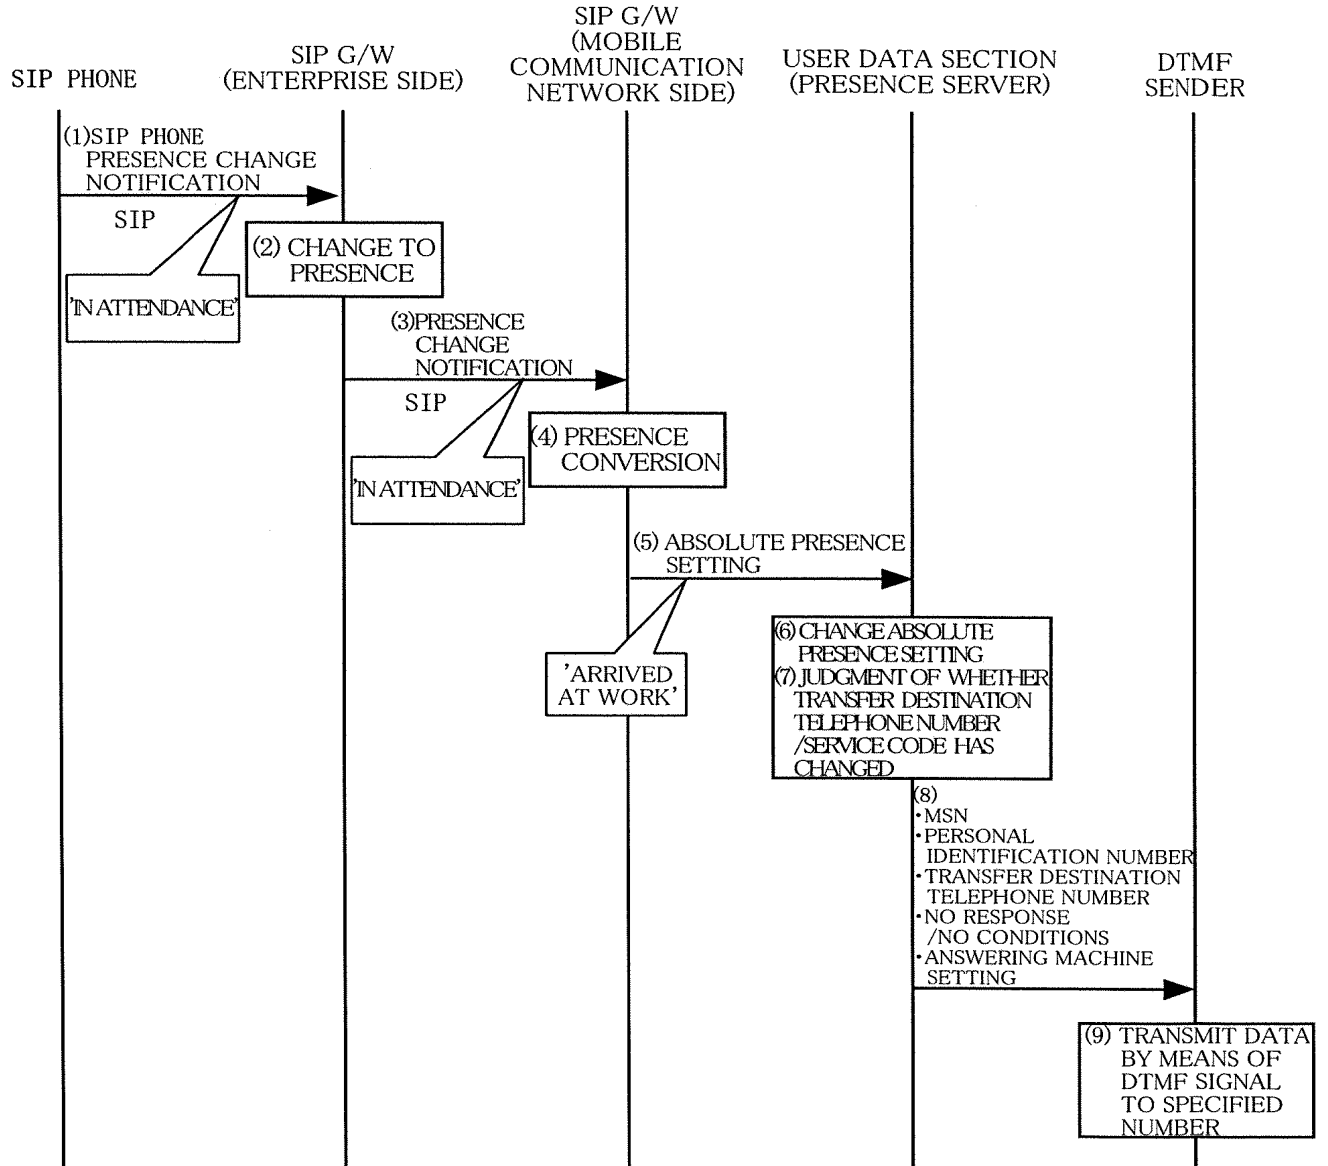 SIP PHONE
SIP G/W
(ENTERPRISE SIDE)
SIP G/W
(MOBILE
COMMUNICATION
NETWORK SIDE)
USER DATA SECTION
(PRESENCE SERVER)
DTMF
SENDER
(1)SIP PHONE
PRESENCE CHANGE
NOTIFICATION
SIP
'IN ATTENDANCE'
(2) CHANGE TO
PRESENCE
(3)PRESENCE
CHANGE
NOTIFICATION
SIP
'IN ATTENDANCE'
(4) PRESENCE
CONVERSION
(5) ABSOLUTE PRESENCE
SETTING
'ARRIVED
AT WORK'
(6) CHANGE ABSOLUTE
PRESENCE SETTING
(7) JUDGMENT OF WHETHER
TRANSFER DESTINATION
TELEPHONE NUMBER
/SERVICE CODE HAS
CHANGED
(8)
・MSN
・PERSONAL
IDENTIFICATION NUMBER
・TRANSFER DESTINATION
TELEPHONE NUMBER
・NO RESPONSE
/NO CONDITIONS
・ANSWERING MACHINE
SETTING
(9) TRANSMIT DATA
BY MEANS OF
DTMF SIGNAL
TO SPECIFIED
NUMBER